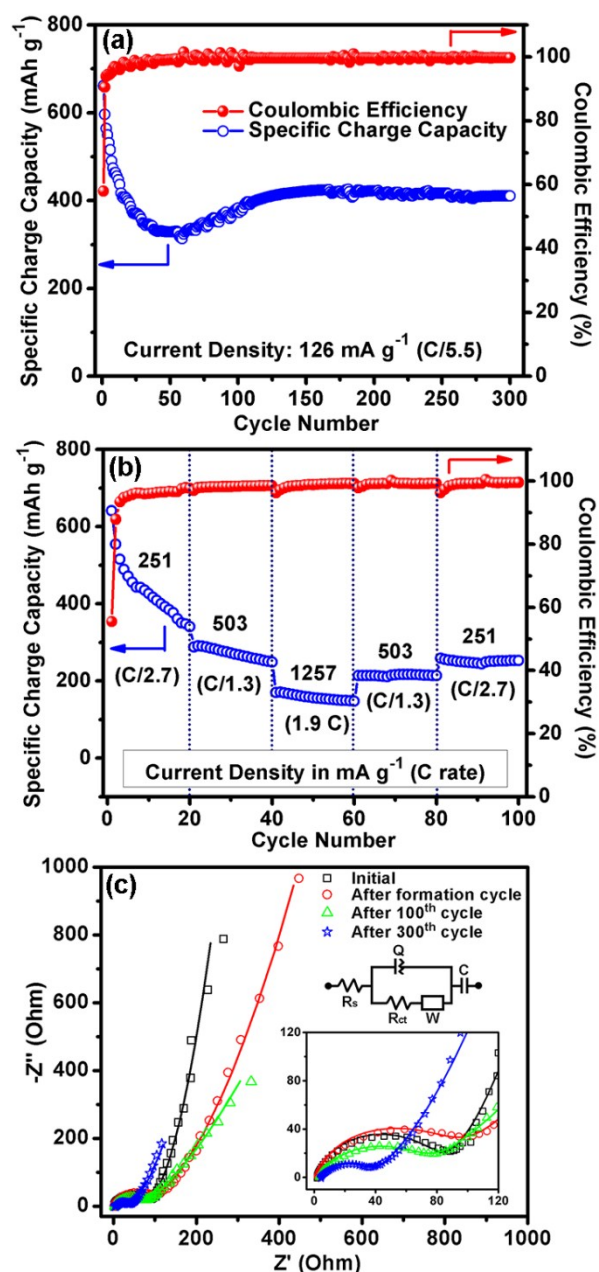 (a)
Specific Charge Capacity (mAh g⁻¹)
800
600
400
200
0
Coulombic Efficiency
Specific Charge Capacity
Current Density: 126 mA g⁻¹ (C/5.5)
100
80
60
40
20
0
Coulombic Efficiency (%)
0 50 100 150 200 250 300
Cycle Number
(b)
Specific Charge Capacity (mAh g⁻¹)
800
700
600
400
200
0
251
(C/2.7)
503
(C/1.3)
1257
(1.9 C)
503
(C/1.3)
251
(C/2.7)
Current Density in mA g⁻¹ (C rate)
100
80
60
40
20
0
Coulombic Efficiency (%)
0 20 40 60 80 100
Cycle Number
(c)
-Z'' (Ohm)
1000
800
600
400
200
0
Initial
After formation cycle
After 100th cycle
After 300th cycle
Q
C
Rs
Rct
W
120
80
40
0
0 40 80 120
0 200 400 600 800 1000
Z' (Ohm)